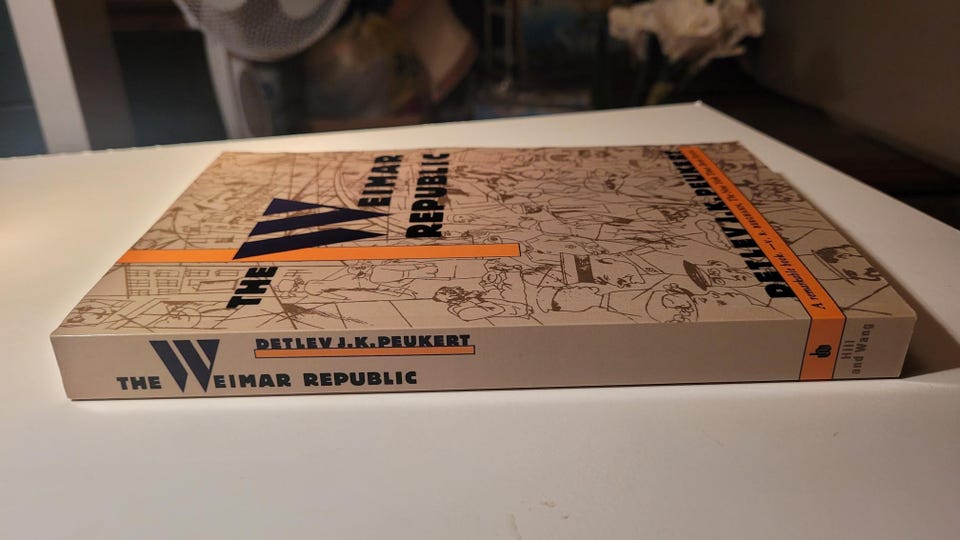 THE
WEIMAR
REPUBLIC
DETLEV J.K. PEUKERT
DETLEV J.K. PEUKERT
THE WEIMAR REPUBLIC
Hill
and Wang